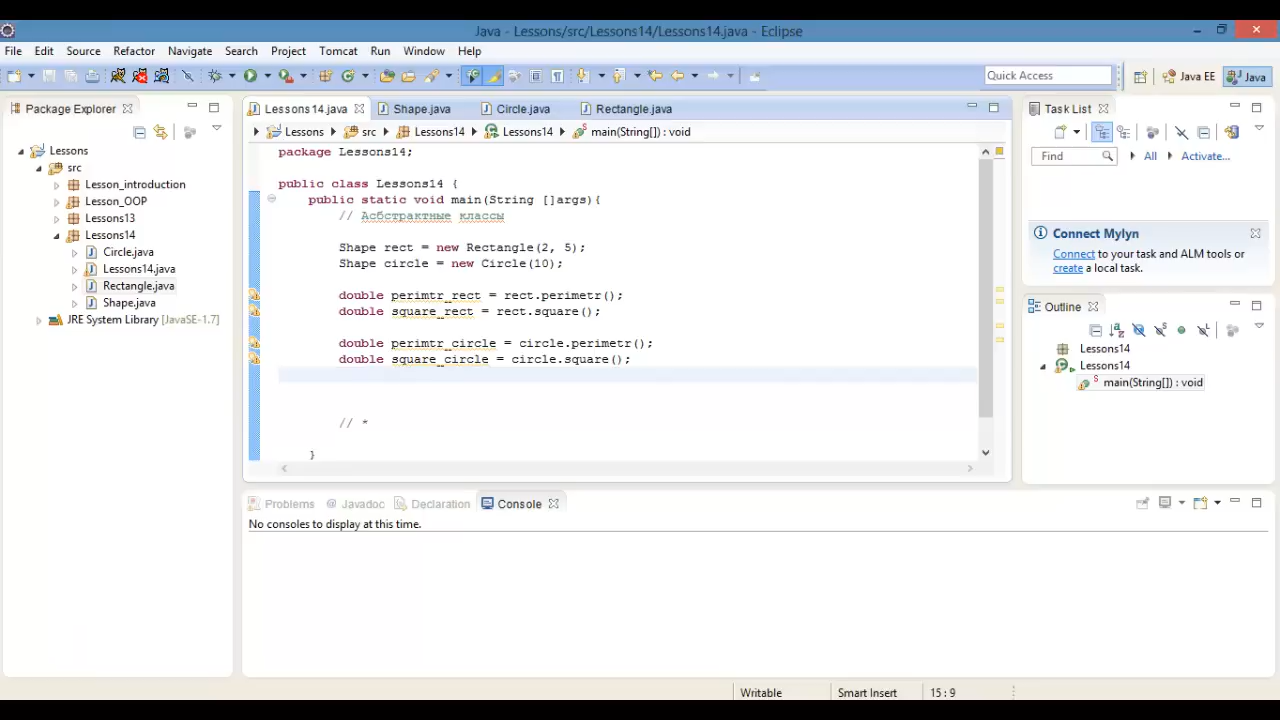 Java - Lessons/src/Lessons14/Lessons14.java - Eclipse
File Edit Source Refactor Navigate Search Project Tomcat Run Window Help
Quick Access Java EE Java
Package Explorer
Lessons
src
Lesson_introduction
Lesson_OOP
Lessons13
Lessons14
Circle.java
Lessons14.java
Rectangle.java
Shape.java
JRE System Library [JavaSE-1.7]
Lessons14.java Shape.java Circle.java Rectangle.java
Lessons src Lessons14 Lessons14 main(String[]) : void
package Lessons14;
public class Lessons14 {
public static void main(String []args){
// Асбстрактные классы
Shape rect = new Rectangle(2, 5);
Shape circle = new Circle(10);
double perimtr_rect = rect.perimetr();
double square_rect = rect.square();
double perimtr_circle = circle.perimetr();
double square_circle = circle.square();
// *
}
Task List
Find All Activate...
Connect Mylyn
Connect to your task and ALM tools or
create a local task.
Outline
Lessons14
Lessons14
main(String[]) : void
Problems Javadoc Declaration Console
No consoles to display at this time.
Writable Smart Insert 15 : 9